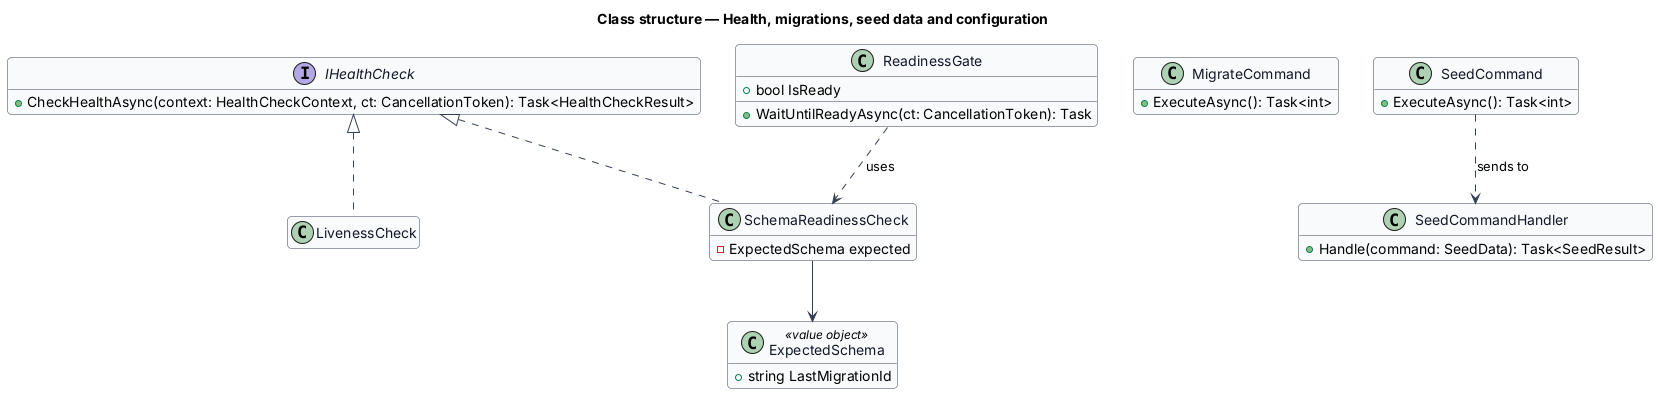 Class structure — Health, migrations, seed data and configuration
I IHealthCheck
CheckHealthAsync(context: HealthCheckContext, ct: CancellationToken): Task<HealthCheckResult>
C ReadinessGate
bool IsReady
WaitUntilReadyAsync(ct: CancellationToken): Task
C MigrateCommand
ExecuteAsync(): Task<int>
C SeedCommand
ExecuteAsync(): Task<int>
uses
sends to
C LivenessCheck
C SchemaReadinessCheck
ExpectedSchema expected
C SeedCommandHandler
Handle(command: SeedData): Task<SeedResult>
«value object»
C ExpectedSchema
string LastMigrationId